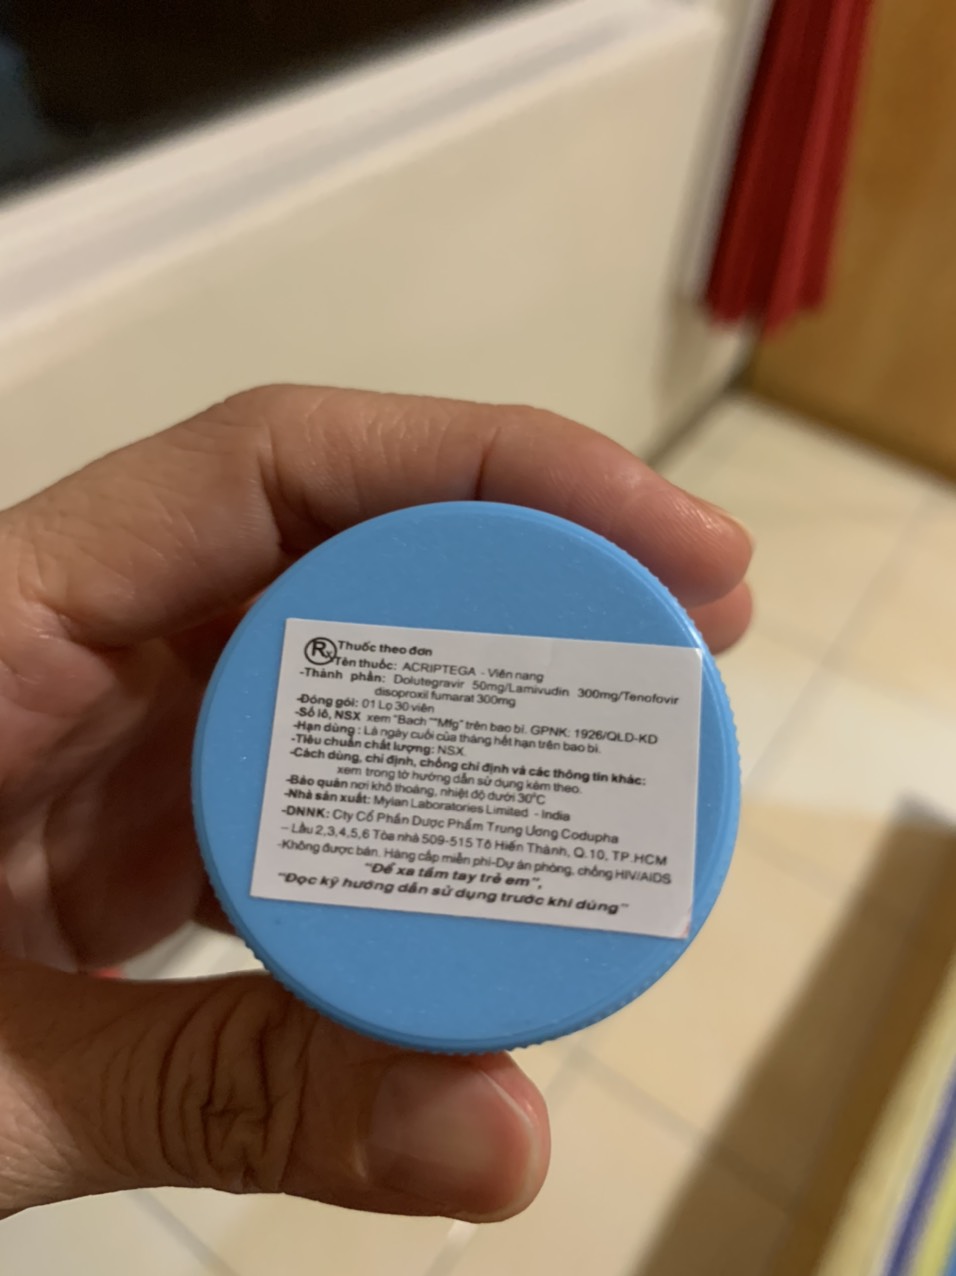 Rx Thuốc theo đơn
Tên thuốc: ACRIPTEGA - Viên nang
-Thành phần: Dolutegravir 50mg/Lamivudin 300mg/Tenofovir
disoproxil fumarat 300mg
-Đóng gói: 01 Lọ 30 viên
-Số lô, NSX xem "Bach ""Mfg" trên bao bì. GPNK: 1926/QLD-KD
-Hạn dùng : Là ngày cuối của tháng hết hạn trên bao bì.
-Tiêu chuẩn chất lượng: NSX.
-Cách dùng, chỉ định, chống chỉ định và các thông tin khác:
xem trong tờ hướng dẫn sử dụng kèm theo.
-Bảo quản nơi khô thoáng, nhiệt độ dưới 30°C
-Nhà sản xuất: Mylan Laboratories Limited - India
-DNNK: Cty Cổ Phần Dược Phẩm Trung Ương Codupha
– Lầu 2,3,4,5,6 Tòa nhà 509-515 Tô Hiến Thành, Q.10, TP.HCM
-Không được bán. Hàng cấp miễn phí-Dự án phòng, chống HIV/AIDS
"Để xa tầm tay trẻ em",
"Đọc kỹ hướng dẫn sử dụng trước khi dùng"